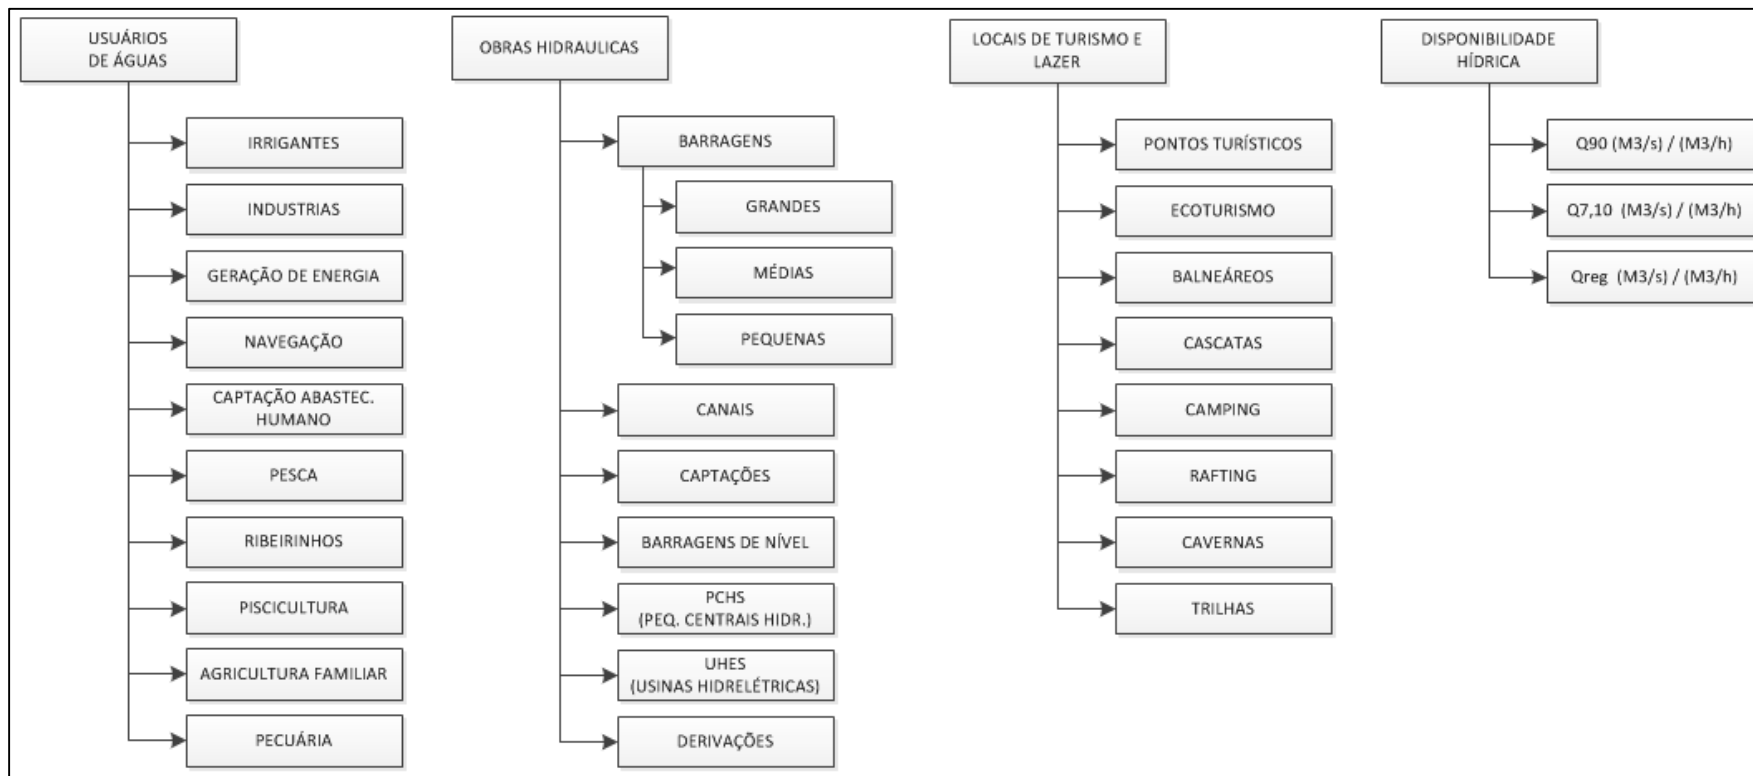 USUÁRIOS
DE ÁGUAS
IRRIGANTES
INDUSTRIAS
GERAÇÃO DE ENERGIA
NAVEGAÇÃO
CAPTAÇÃO ABASTEC.
HUMANO
PESCA
RIBEIRINHOS
PISCICULTURA
AGRICULTURA FAMILIAR
PECUÁRIA
OBRAS HIDRAULICAS
BARRAGENS
GRANDES
MÉDIAS
PEQUENAS
CANAIS
CAPTAÇÕES
BARRAGENS DE NÍVEL
PCHS
(PEQ. CENTRAIS HIDR.)
UHES
(USINAS HIDRELÉTRICAS)
DERIVAÇÕES
LOCAIS DE TURISMO E
LAZER
PONTOS TURÍSTICOS
ECOTURISMO
BALNEÁREOS
CASCATAS
CAMPING
RAFTING
CAVERNAS
TRILHAS
DISPONIBILIDADE
HÍDRICA
Q90 (M3/s) / (M3/h)
Q7,10 (M3/s) / (M3/h)
Qreg (M3/s) / (M3/h)